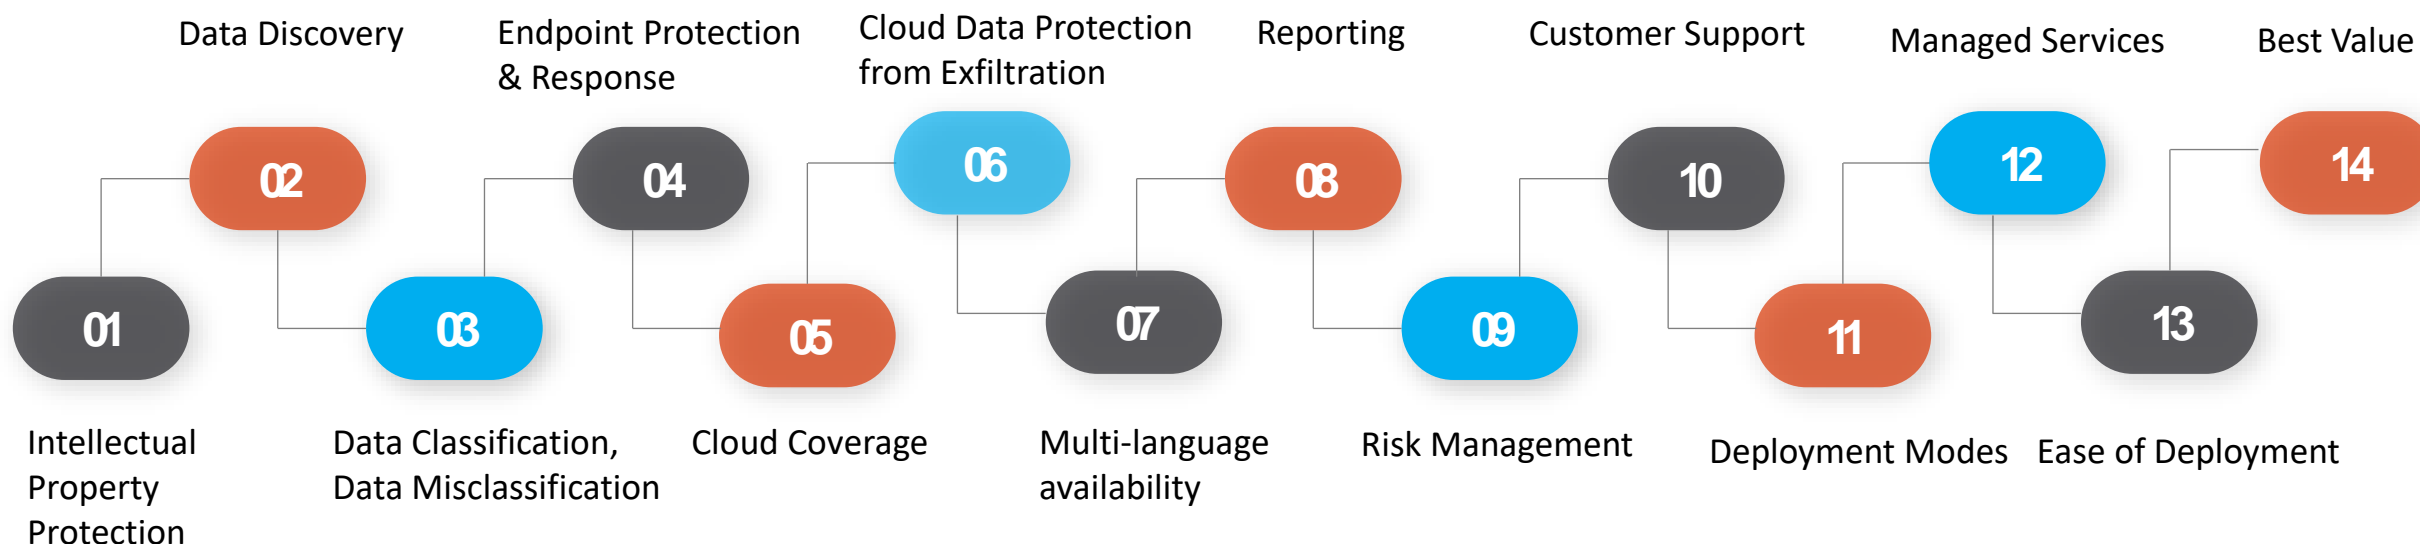 Data Discovery
Endpoint Protection
& Response
Cloud Data Protection
from Exfiltration
Reporting
Customer Support
Managed Services
Best Value
02
04
06
08
10
12
14
01
03
05
07
09
11
13
Intellectual
Property
Protection
Data Classification,
Data Misclassification
Cloud Coverage
Multi-language
availability
Risk Management
Deployment Modes
Ease of Deployment